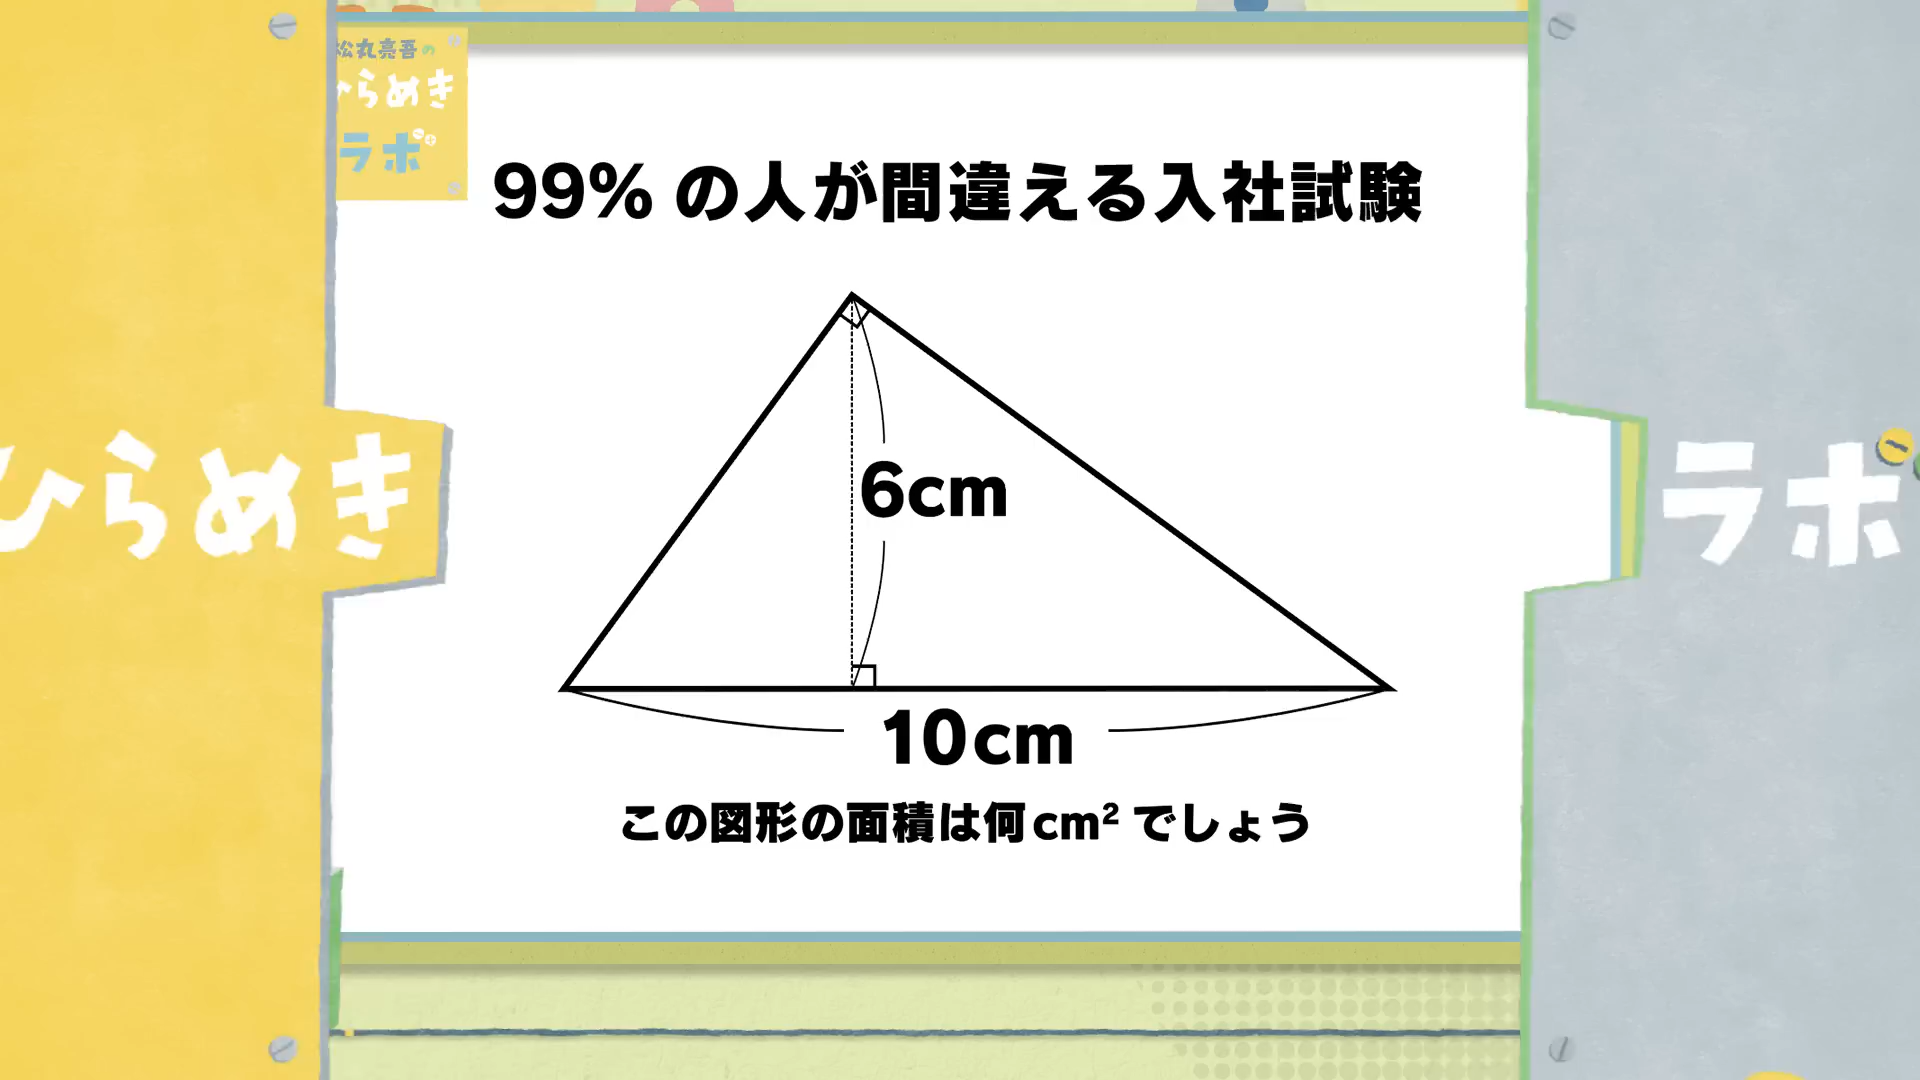 松丸亮吾の
ひらめき
ラボ
99% の人が間違える入社試験
6cm
10cm
この図形の面積は何cm²でしょう
ひらめき
ラボ